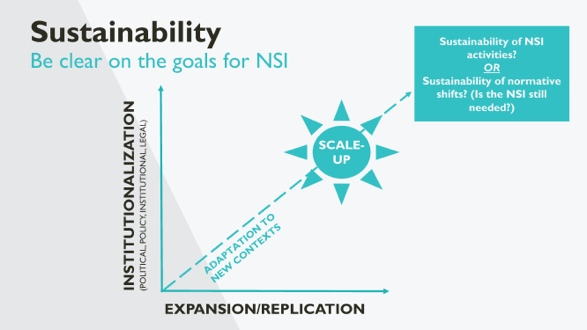 Sustainability
Be clear on the goals for NSI
Sustainability of NSI
activities?
OR
Sustainability of normative
shifts? (Is the NSI still
needed?)
INSTITUTIONALIZATION
(POLITICAL, POLICY, INSTITUTIONAL, LEGAL)
SCALE-
UP
ADAPTATION TO
NEW CONTEXTS
EXPANSION/REPLICATION